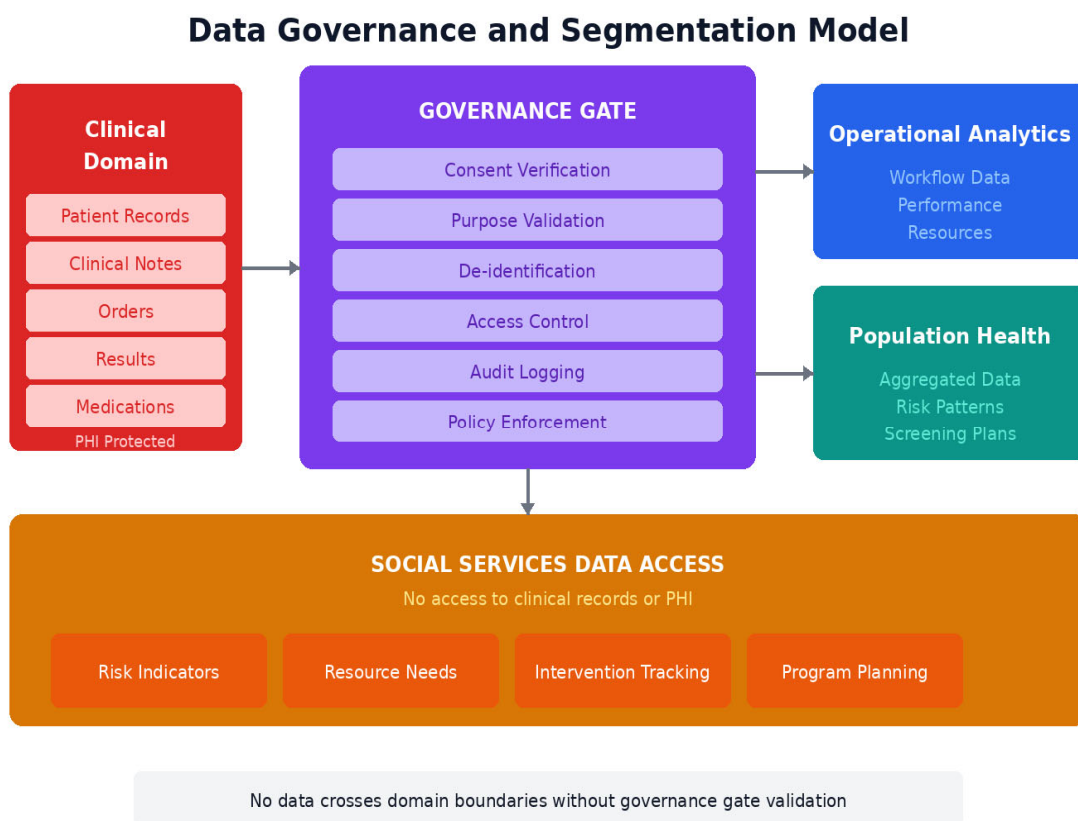 Data Governance and Segmentation Model
Clinical
Domain
Patient Records
Clinical Notes
Orders
Results
Medications
PHI Protected
GOVERNANCE GATE
Consent Verification
Purpose Validation
De-identification
Access Control
Audit Logging
Policy Enforcement
Operational Analytics
Workflow Data
Performance
Resources
Population Health
Aggregated Data
Risk Patterns
Screening Plans
SOCIAL SERVICES DATA ACCESS
No access to clinical records or PHI
Risk Indicators
Resource Needs
Intervention Tracking
Program Planning
No data crosses domain boundaries without governance gate validation